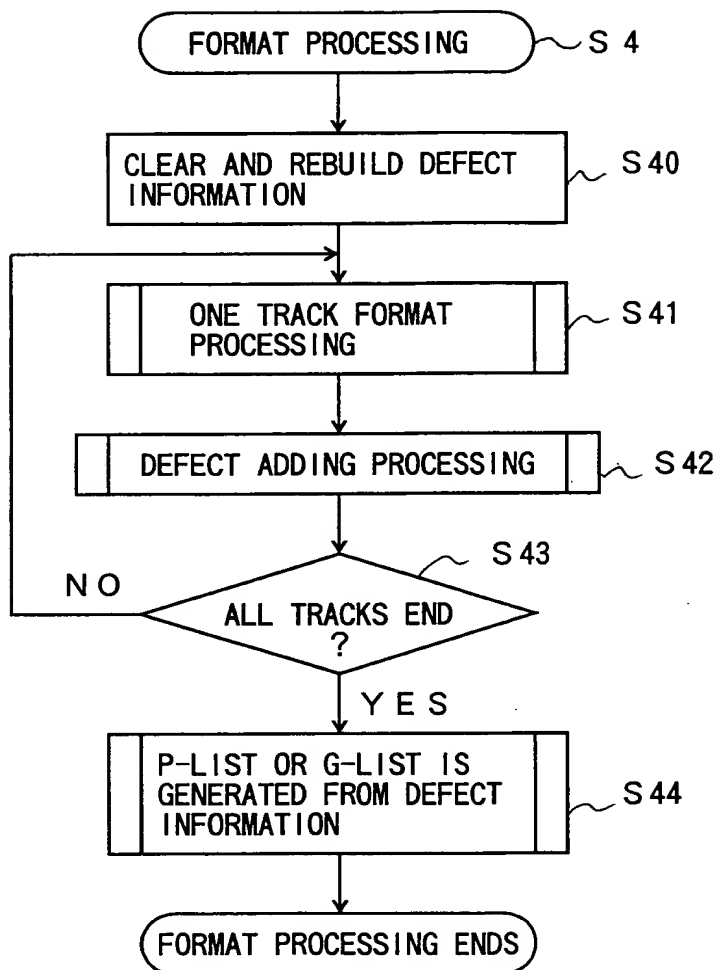 FORMAT PROCESSING
S 4
CLEAR AND REBUILD DEFECT
INFORMATION
S 40
ONE TRACK FORMAT
PROCESSING
S 41
DEFECT ADDING PROCESSING
S 42
S 43
NO
ALL TRACKS END
?
YES
P-LIST OR G-LIST IS
GENERATED FROM DEFECT
INFORMATION
S 44
FORMAT PROCESSING ENDS